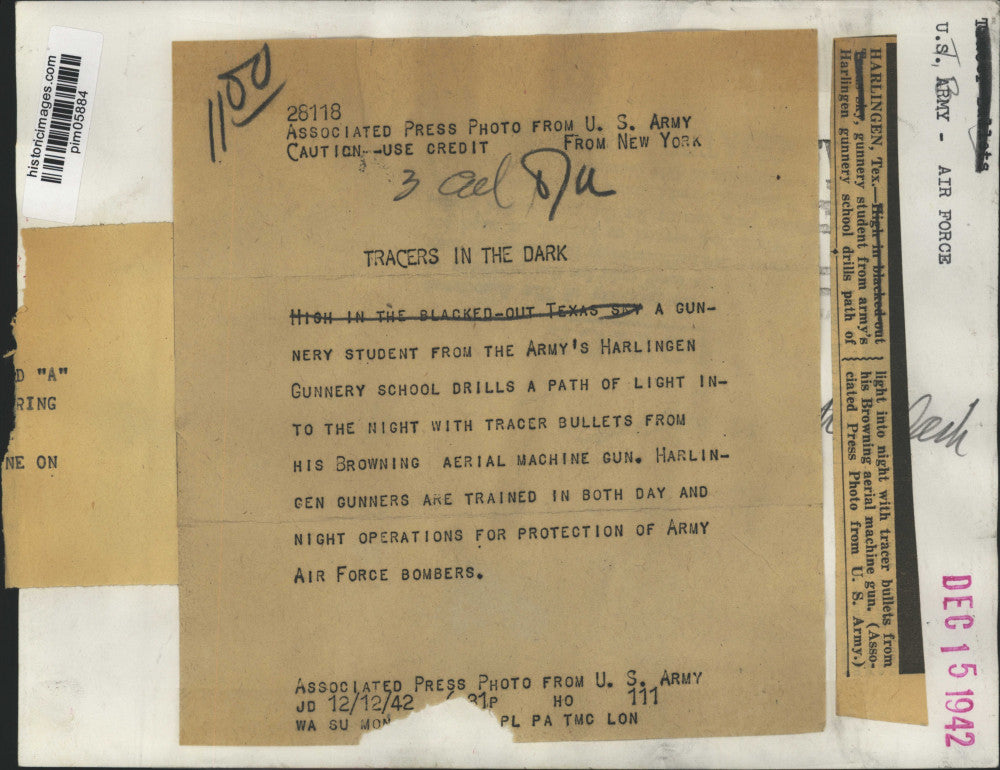 historicimages.com
pim05884
1100
28118
ASSOCIATED PRESS PHOTO FROM U. S. ARMY
CAUTION--USE CREDIT FROM NEW YORK
3 col
TRACERS IN THE DARK
HIGH IN THE BLACKED-OUT TEXAS SKY A GUN-
NERY STUDENT FROM THE ARMY'S HARLINGEN
GUNNERY SCHOOL DRILLS A PATH OF LIGHT IN-
TO THE NIGHT WITH TRACER BULLETS FROM
HIS BROWNING AERIAL MACHINE GUN. HARLIN-
GEN GUNNERS ARE TRAINED IN BOTH DAY AND
NIGHT OPERATIONS FOR PROTECTION OF ARMY
AIR FORCE BOMBERS.
ASSOCIATED PRESS PHOTO FROM U. S. ARMY
JD 12/12/42 31P HO 111
WA SU MON PL PA TMC LON
D "A"
RING
NE ON
HARLINGEN, Tex.—High in blacked-out
Texas sky, gunnery student from army's
Harlingen gunnery school drills path of
light into night with tracer bullets from
his Browning aerial machine gun. (Asso-
ciated Press Photo from U. S. Army.)
U.S. ARMY - AIR FORCE
DEC 15 1942